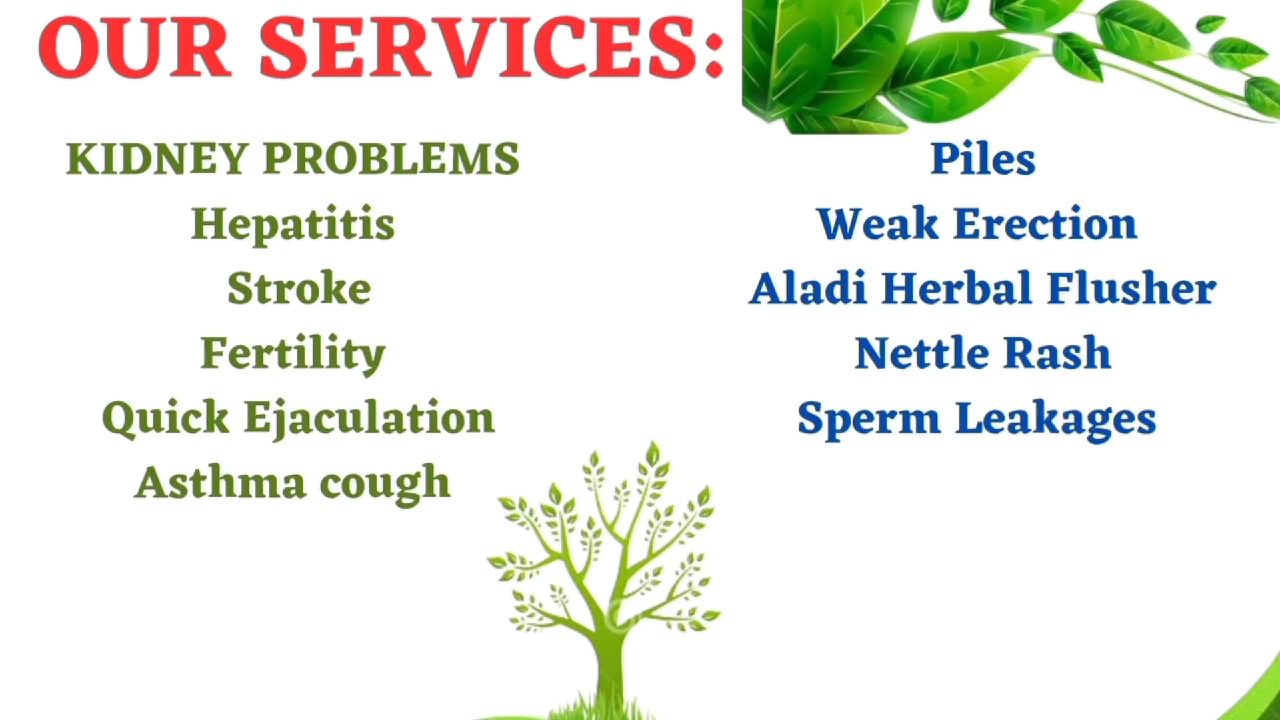 OUR SERVICES:
KIDNEY PROBLEMS
Hepatitis
Stroke
Fertility
Quick Ejaculation
Asthma cough
Piles
Weak Erection
Aladi Herbal Flusher
Nettle Rash
Sperm Leakages